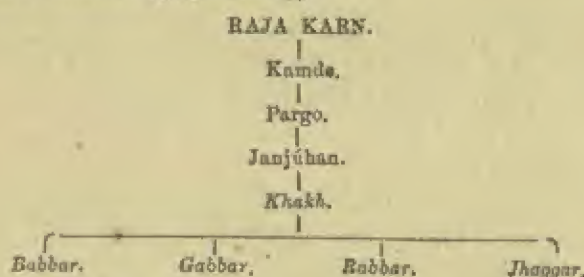 RAJA KARN.
Kamde.
Pargo.
Janjúhan.
Khakh.
Babbar. Gabbar. Rabbar. Jhaggar.